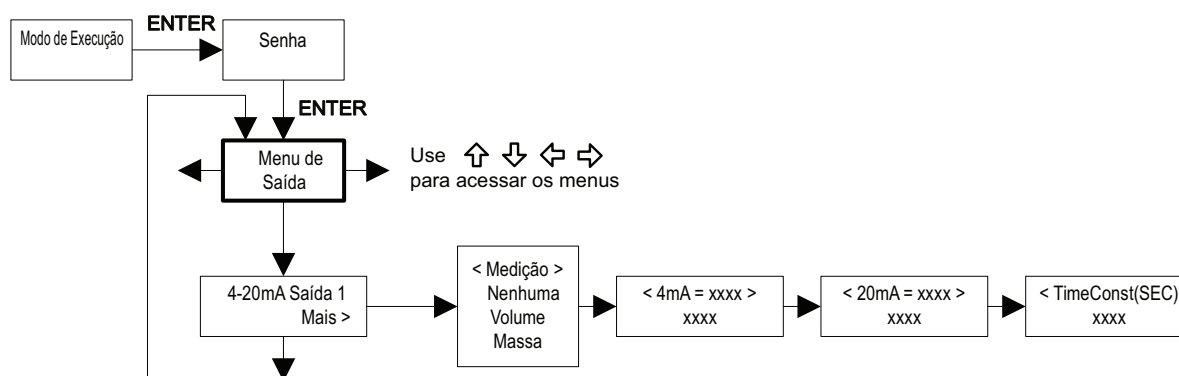 ENTER
Modo de Execução
Senha
ENTER
Menu de
Saída
Use
para acessar os menus
4-20mA Saída 1
Mais >
< Medição >
Nenhuma
Volume
Massa
< 4mA = xxxx >
xxxx
< 20mA = xxxx >
xxxx
< TimeConst(SEC)
xxxx